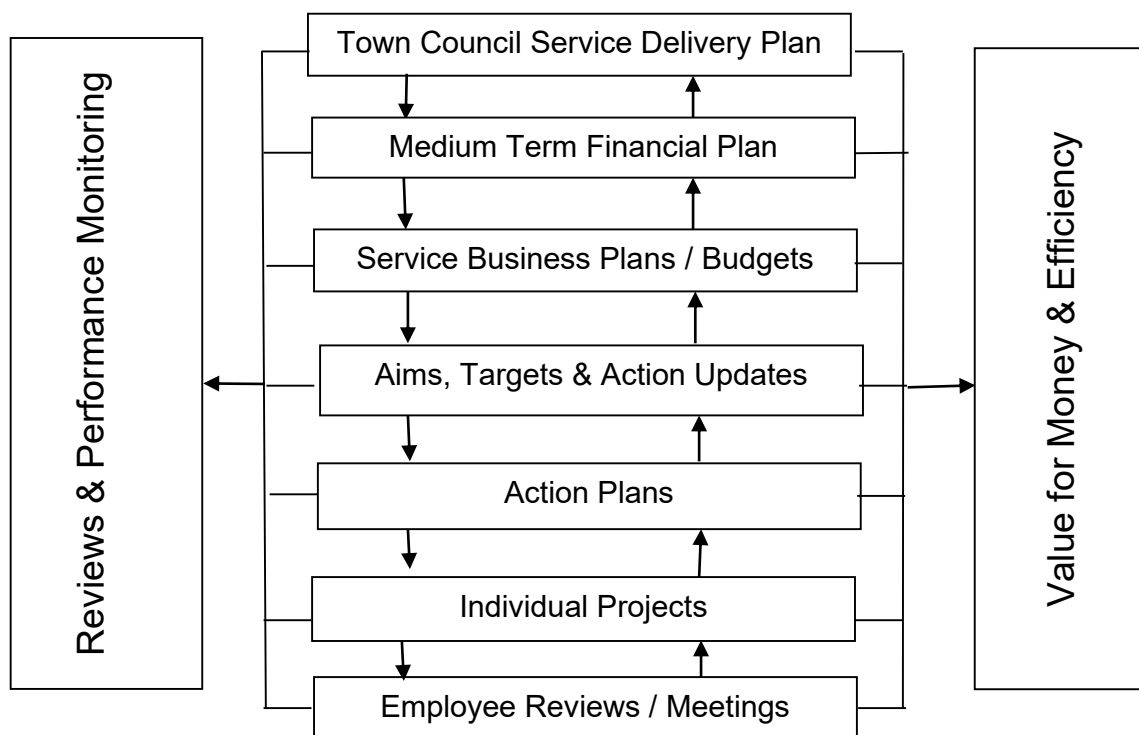 Town Council Service Delivery Plan
Medium Term Financial Plan
Service Business Plans / Budgets
Aims, Targets & Action Updates
Action Plans
Individual Projects
Employee Reviews / Meetings
Reviews & Performance Monitoring
Value for Money & Efficiency